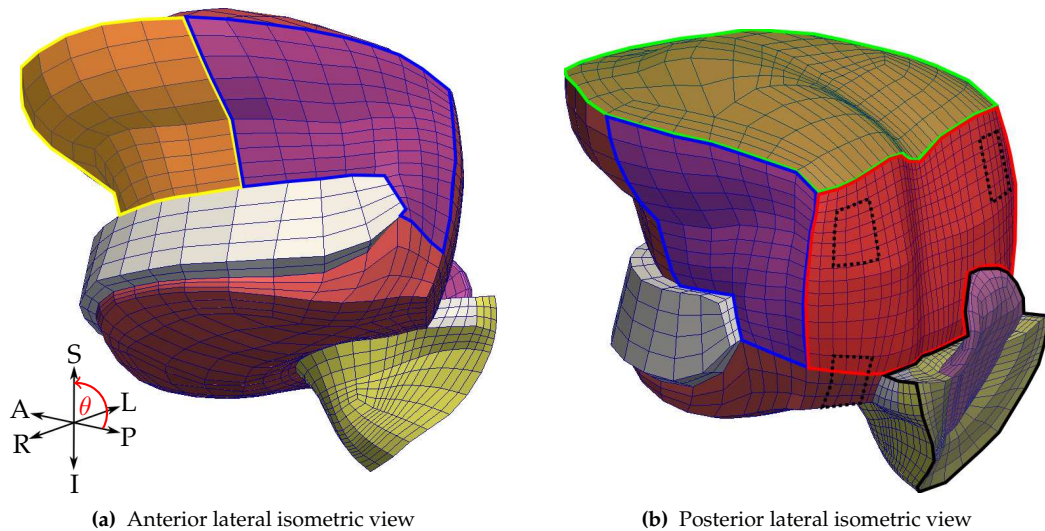 S
A
θ
L
R
P
I
(a) Anterior lateral isometric view
(b) Posterior lateral isometric view